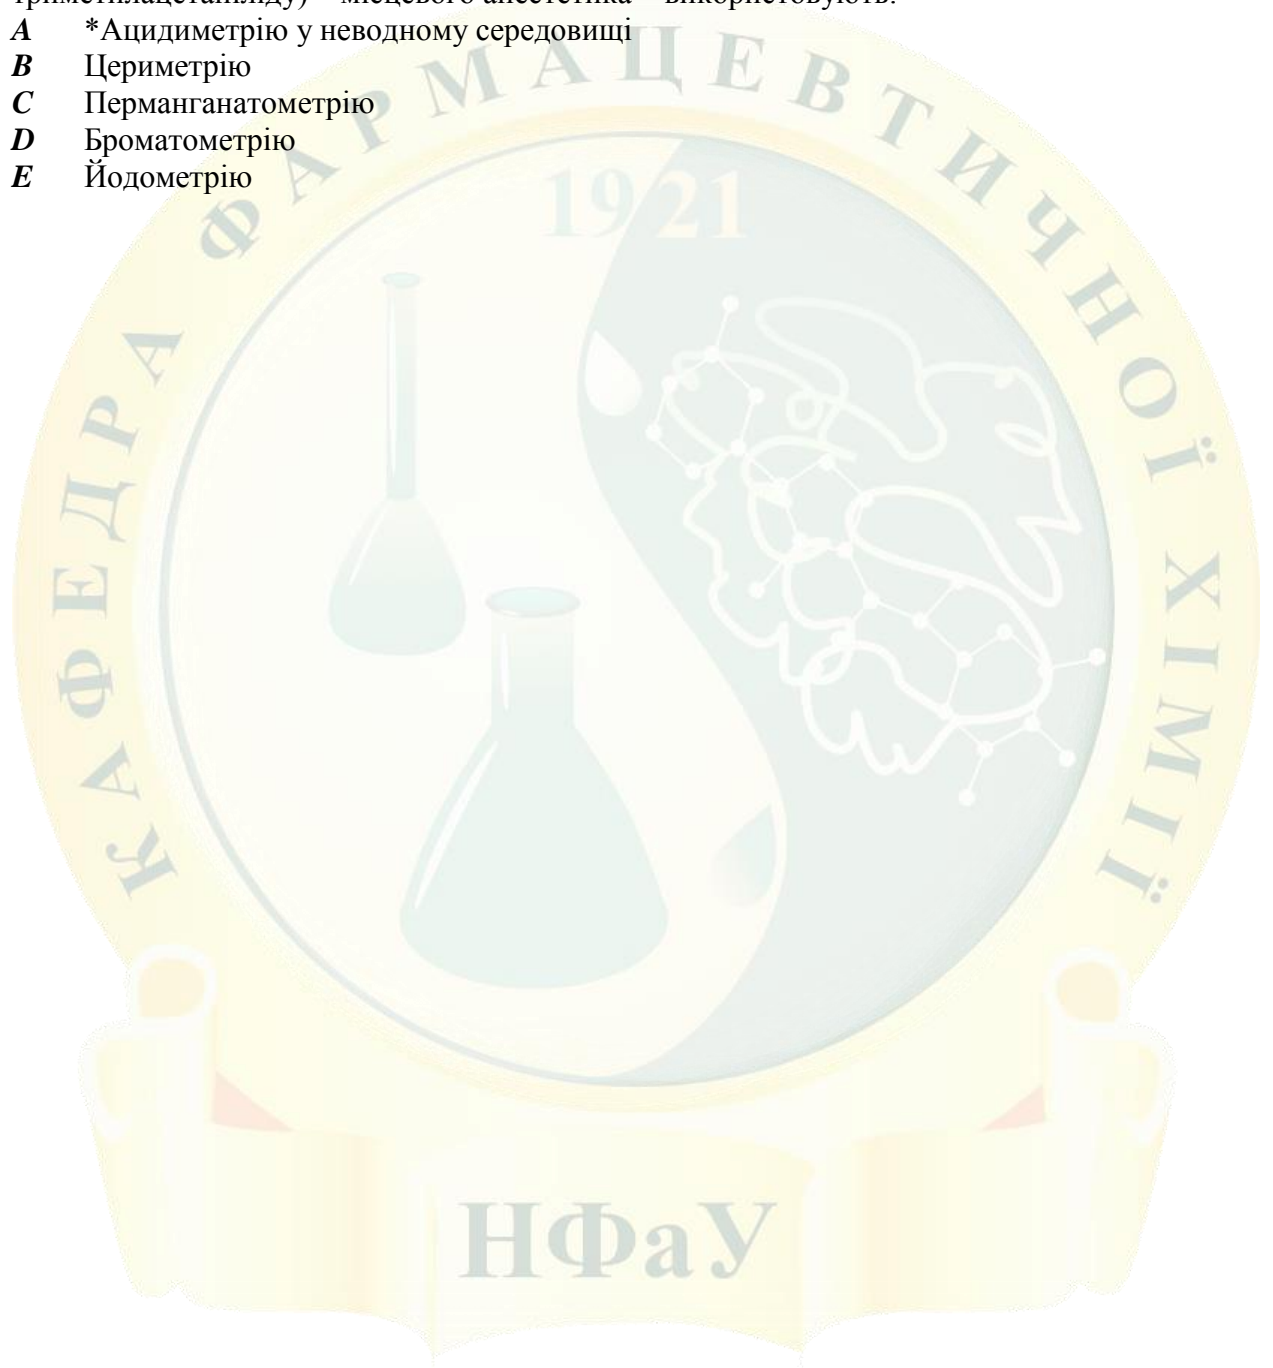 триметилацетаніліду) – місцевого анестетика – використовують:
A *Ацидиметрію у неводному середовищі
B Цериметрію
C Перманганатометрію
D Броматометрію
E Йодометрію
КАФЕДРА ФАРМАЦЕВТИЧНОЇ ХІМІЇ
1921
НФаУ